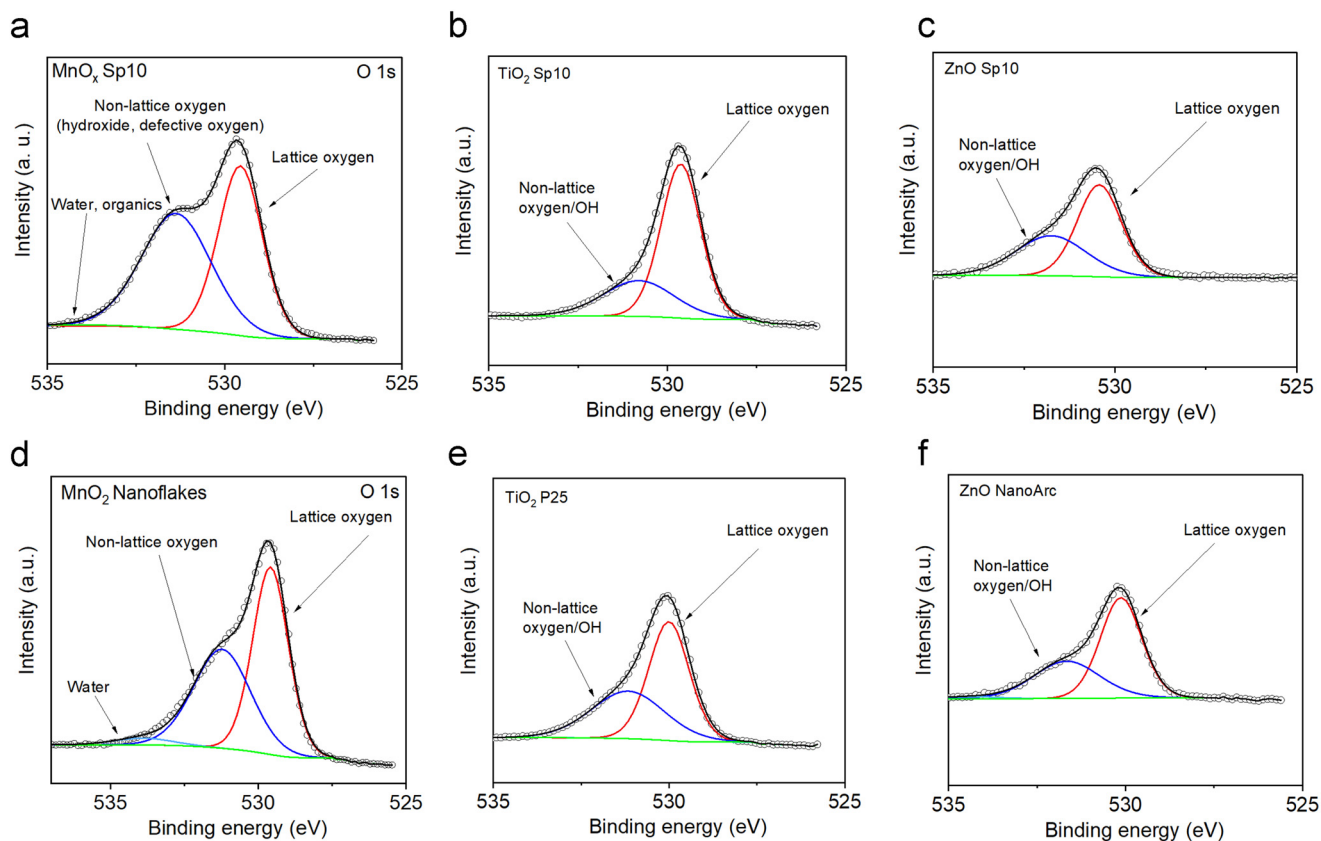 a
MnOx Sp10
O 1s
Non-lattice oxygen
(hydroxide, defective oxygen)
Lattice oxygen
Water, organics
Intensity (a. u.)
535
530
525
Binding energy (eV)
b
TiO2 Sp10
Lattice oxygen
Non-lattice
oxygen/OH
Intensity (a.u.)
535
530
525
Binding energy (eV)
c
ZnO Sp10
Lattice oxygen
Non-lattice
oxygen/OH
Intensity (a.u.)
535
530
525
Binding energy (eV)
d
MnO2 Nanoflakes
O 1s
Lattice oxygen
Non-lattice oxygen
Water
Intensity (a.u.)
535
530
525
Binding energy (eV)
e
TiO2 P25
Lattice oxygen
Non-lattice
oxygen/OH
Intensity (a.u.)
535
530
525
Binding energy (eV)
f
ZnO NanoArc
Lattice oxygen
Non-lattice
oxygen/OH
Intensity (a.u.)
535
530
525
Binding energy (eV)